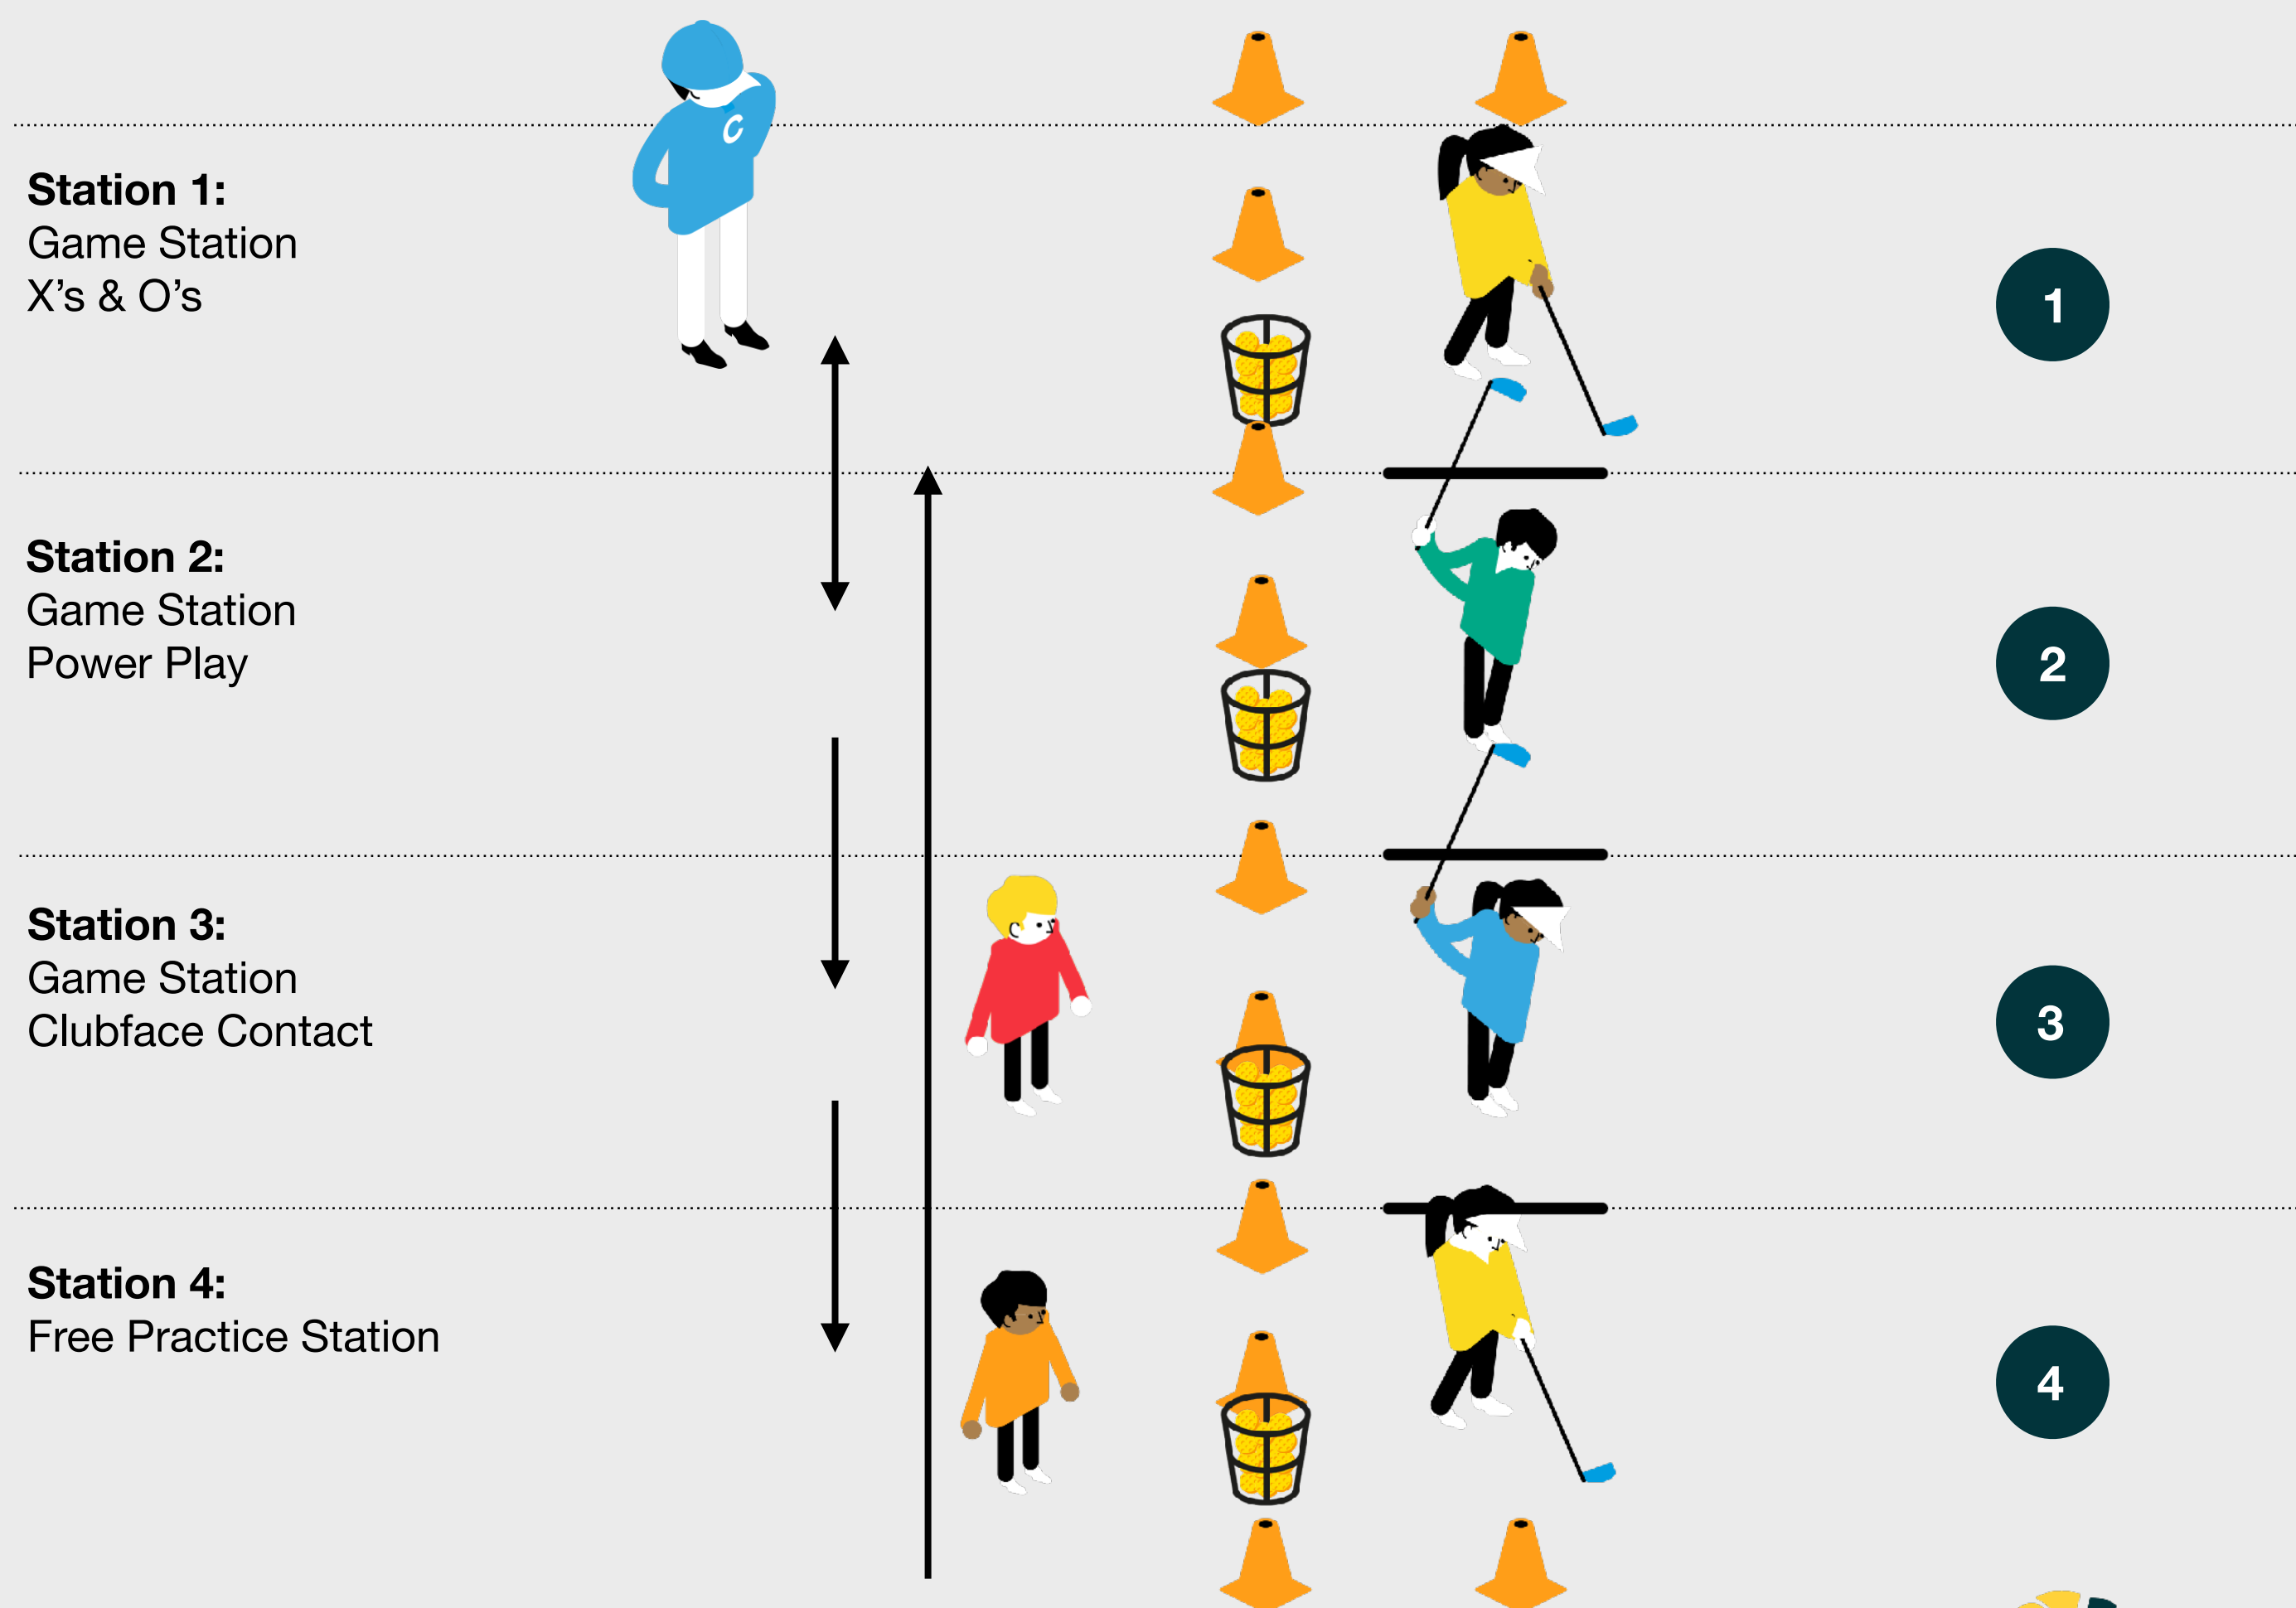 Station 1:
Game Station
X’s & O’s
C
1
Station 2:
Game Station
Power Play
2
Station 3:
Game Station
Clubface Contact
3
Station 4:
Free Practice Station
4